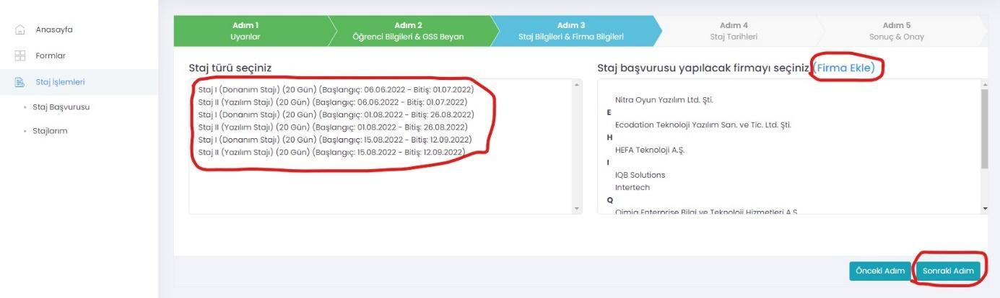 Anasayfa
Formlar
Staj İşlemleri
Staj Başvurusu
Stajlarım
Adım 1
Uyarılar
Adım 2
Öğrenci Bilgileri & GSS Beyan
Adım 3
Staj Bilgileri & Firma Bilgileri
Adım 4
Staj Tarihleri
Adım 5
Sonuç & Onay
Staj türü seçiniz
Staj I (Donanım Stajı) (20 Gün) (Başlangıç: 06.06.2022 - Bitiş: 01.07.2022)
Staj II (Yazılım Stajı) (20 Gün) (Başlangıç: 06.06.2022 - Bitiş: 01.07.2022)
Staj I (Donanım Stajı) (20 Gün) (Başlangıç: 01.08.2022 - Bitiş: 26.08.2022)
Staj II (Yazılım Stajı) (20 Gün) (Başlangıç: 01.08.2022 - Bitiş: 26.08.2022)
Staj I (Donanım Stajı) (20 Gün) (Başlangıç: 15.08.2022 - Bitiş: 12.09.2022)
Staj II (Yazılım Stajı) (20 Gün) (Başlangıç: 15.08.2022 - Bitiş: 12.09.2022)
Staj başvurusu yapılacak firmayı seçiniz (Firma Ekle)
Nitra Oyun Yazılım Ltd. Şti.
E
Ecodation Teknoloji Yazılım San. ve Tic. Ltd. Şti.
H
HEFA Teknoloji A.Ş.
I
IQB Solutions
Intertech
Q
Qimia Enterprise Bilgi ve Teknoloji Hizmetleri A.Ş.
Önceki Adım
Sonraki Adım